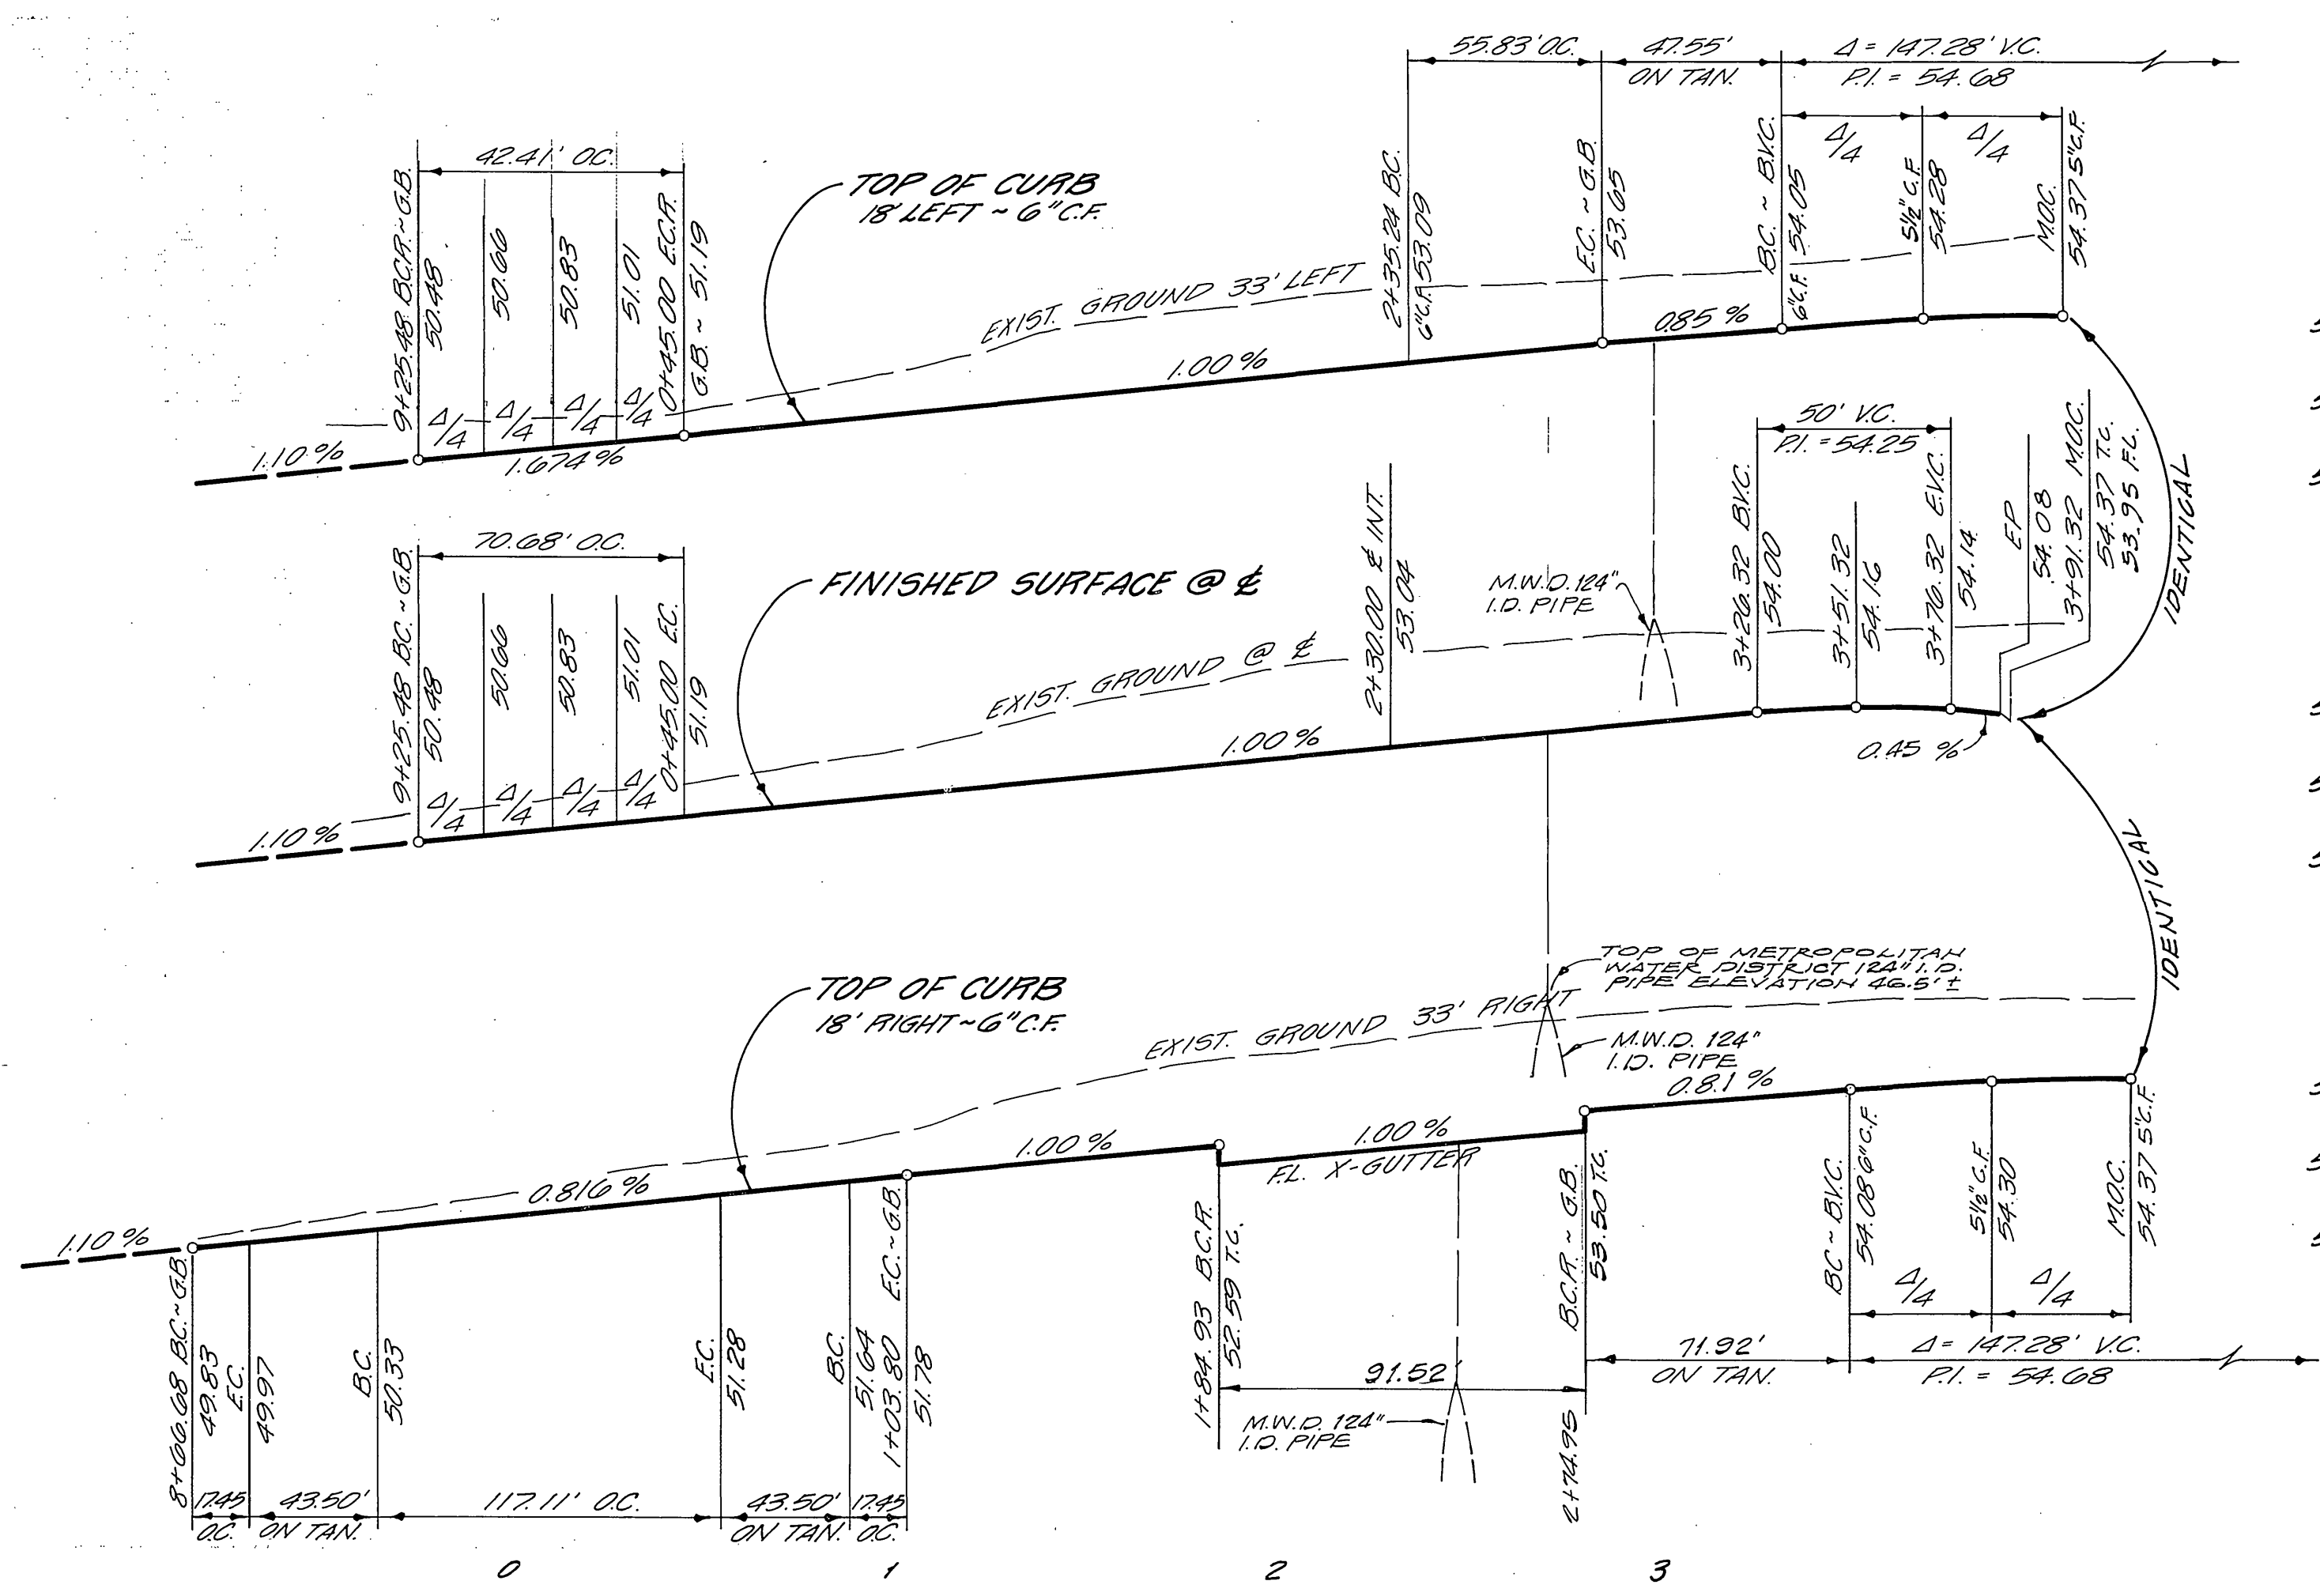 55.83' O.C.
47.55'
ON TAN.
Δ = 147.28' V.C.
P.I. = 54.68
Δ/4
Δ/4
42.41' O.C.
9+25.48 B.C.R. ~ G.B.
50.48
50.66
50.83
51.01
0+45.00 E.C.R.
G.B. ~ 51.19
Δ/4
Δ/4
Δ/4
Δ/4
TOP OF CURB
18' LEFT ~ 6" C.F.
EXIST. GROUND 33' LEFT
2+35.24 B.C.
6" C.F. 53.09
E.C. ~ G.B.
53.65
B.C. ~ B.V.C.
6" C.F. 54.05
5½" C.F.
54.28
M.O.C.
54.37 5" C.F.
1.10 %
1.674 %
1.00 %
0.85 %
50' V.C.
P.I. = 54.25
IDENTICAL
70.68' O.C.
9+25.48 B.C. ~ G.B.
50.48
50.66
50.83
51.01
0+45.00 E.C.
51.19
Δ/4
Δ/4
Δ/4
Δ/4
FINISHED SURFACE @ ℄
EXIST. GROUND @ ℄
2+30.00 ℄ INT.
53.04
M.W.D. 124"
I.D. PIPE
3+26.32 B.V.C.
54.00
3+51.32
54.16
3+76.32 E.V.C.
54.14
EP
54.08
3+91.32 M.O.C.
54.37 T.C.
53.95 F.L.
1.10 %
1.00 %
0.45 %
IDENTICAL
TOP OF CURB
18' RIGHT ~ 6" C.F.
EXIST. GROUND 33' RIGHT
TOP OF METROPOLITAN
WATER DISTRICT 124" I.D.
PIPE ELEVATION 46.5' ±
M.W.D. 124"
I.D. PIPE
1.10 %
0.816 %
1.00 %
1.00 %
F.L. X-GUTTER
0.81 %
8+66.68 B.C. ~ G.B.
49.83
E.C.
49.97
B.C.
50.33
E.C.
51.28
B.C.
51.64
1+03.80 E.C. ~ G.B.
51.78
1+84.93 B.C.R.
52.59 T.C.
91.52'
M.W.D. 124"
I.D. PIPE
2+74.95 B.C.R. ~ G.B.
53.50 T.C.
71.92'
ON TAN.
BC ~ B.V.C.
54.08 6" C.F.
5½" C.F.
54.30
M.O.C.
54.37 5" C.F.
Δ/4
Δ/4
Δ = 147.28' V.C.
P.I. = 54.68
17.45
O.C.
43.50'
ON TAN.
117.11' O.C.
43.50'
ON TAN.
17.45
O.C.
0 1 2 3